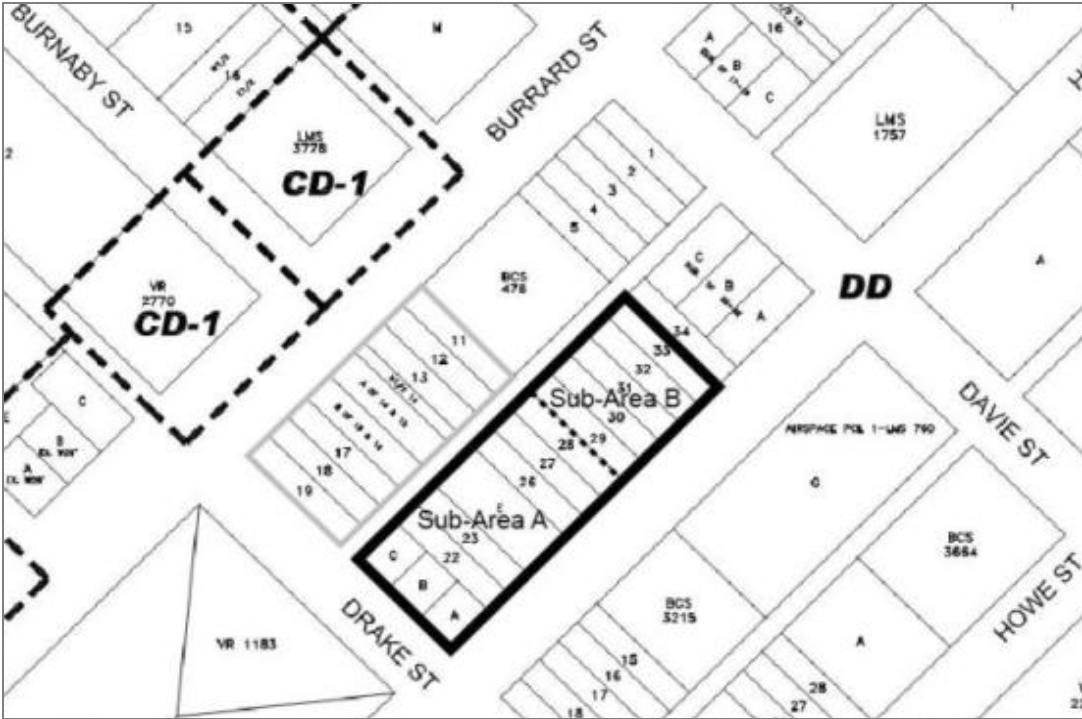 BURNABY ST
15
M
BURRARD ST
A
B
C
16
LMS
1757
2
LMS
3778
CD-1
1
2
3
4
5
BCS
478
VR
2770
CD-1
C
B
A
DD
A
34
33
32
31
30
Sub-Area B
29
28
27
26
11
12
13
17
18
19
C
B
A
E
Sub-Area A
23
22
C
B
A
AIRSPACE PCL 1-LMS 760
G
DAVIE ST
BCS
3664
HOWE ST
DRAKE ST
VR 1183
BCS
3215
15
16
17
18
A
28
27